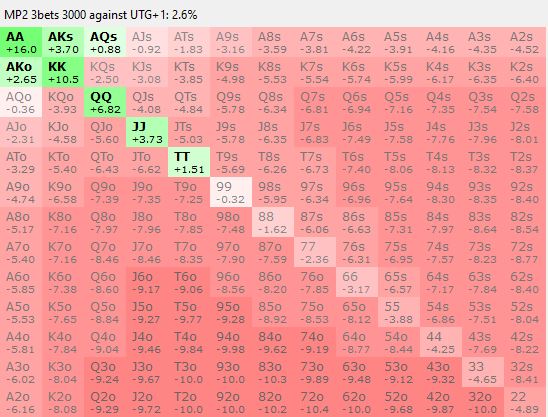 MP2 3bets 3000 against UTG+1: 2.6%
AA AKs AQs AJs ATs A9s A8s A7s A6s A5s A4s A3s A2s
+16.0 +3.70 +0.88 -0.92 -1.83 -3.16 -3.59 -3.81 -4.22 -3.91 -4.16 -4.35 -4.52
AKo KK KQs KJs KTs K9s K8s K7s K6s K5s K4s K3s K2s
+2.65 +10.5 -2.50 -3.08 -3.85 -4.98 -5.53 -5.54 -5.74 -5.99 -6.17 -6.35 -6.40
AQo KQo QQ QJs QTs Q9s Q8s Q7s Q6s Q5s Q4s Q3s Q2s
-0.36 -3.93 +6.82 -4.08 -4.84 -5.78 -6.34 -6.81 -6.94 -7.16 -7.35 -7.54 -7.58
AJo KJo QJo JJ JTs J9s J8s J7s J6s J5s J4s J3s J2s
-2.31 -4.58 -5.60 +3.73 -5.03 -5.78 -6.35 -6.83 -7.49 -7.58 -7.76 -7.96 -8.01
ATo KTo QTo JTo TT T9s T8s T7s T6s T5s T4s T3s T2s
-3.29 -5.40 -6.43 -6.62 +1.51 -5.69 -6.26 -6.73 -7.40 -8.06 -8.13 -8.32 -8.37
A9o K9o Q9o J9o T9o 99 98s 97s 96s 95s 94s 93s 92s
-4.74 -6.58 -7.39 -7.35 -7.25 -0.32 -5.95 -6.34 -6.96 -7.64 -8.30 -8.35 -8.40
A8o K8o Q8o J8o T8o 98o 88 87s 86s 85s 84s 83s 82s
-5.17 -7.16 -7.97 -7.96 -7.85 -7.48 -1.62 -6.06 -6.63 -7.31 -7.97 -8.64 -8.54
A7o K7o Q7o J7o T7o 97o 87o 77 76s 75s 74s 73s 72s
-5.40 -7.16 -8.46 -8.46 -8.35 -7.90 -7.59 -2.36 -6.31 -6.95 -7.57 -8.23 -8.77
A6o K6o Q6o J6o T6o 96o 86o 76o 66 65s 64s 63s 62s
-5.85 -7.38 -8.60 -9.17 -9.06 -8.56 -8.20 -7.85 -3.17 -6.57 -7.17 -7.84 -8.40
A5o K5o Q5o J5o T5o 95o 85o 75o 65o 55 54s 53s 52s
-5.53 -7.65 -8.84 -9.27 -9.77 -9.28 -8.92 -8.53 -8.12 -3.88 -6.86 -7.51 -8.04
A4o K4o Q4o J4o T4o 94o 84o 74o 64o 54o 44 43s 42s
-5.81 -7.84 -9.04 -9.46 -9.84 -9.98 -9.62 -9.19 -8.77 -8.44 -4.25 -7.69 -8.22
A3o K3o Q3o J3o T3o 93o 83o 73o 63o 53o 43o 33 32s
-6.02 -8.04 -9.24 -9.67 -10.0 -10.0 -10.3 -9.89 -9.48 -9.12 -9.32 -4.65 -8.41
A2o K2o Q2o J2o T2o 92o 82o 72o 62o 52o 42o 32o 22
-6.16 -8.08 -9.29 -9.72 -10.0 -10.0 -10.2 -10.4 -10.0 -9.68 -9.87 -10.0 -4.89